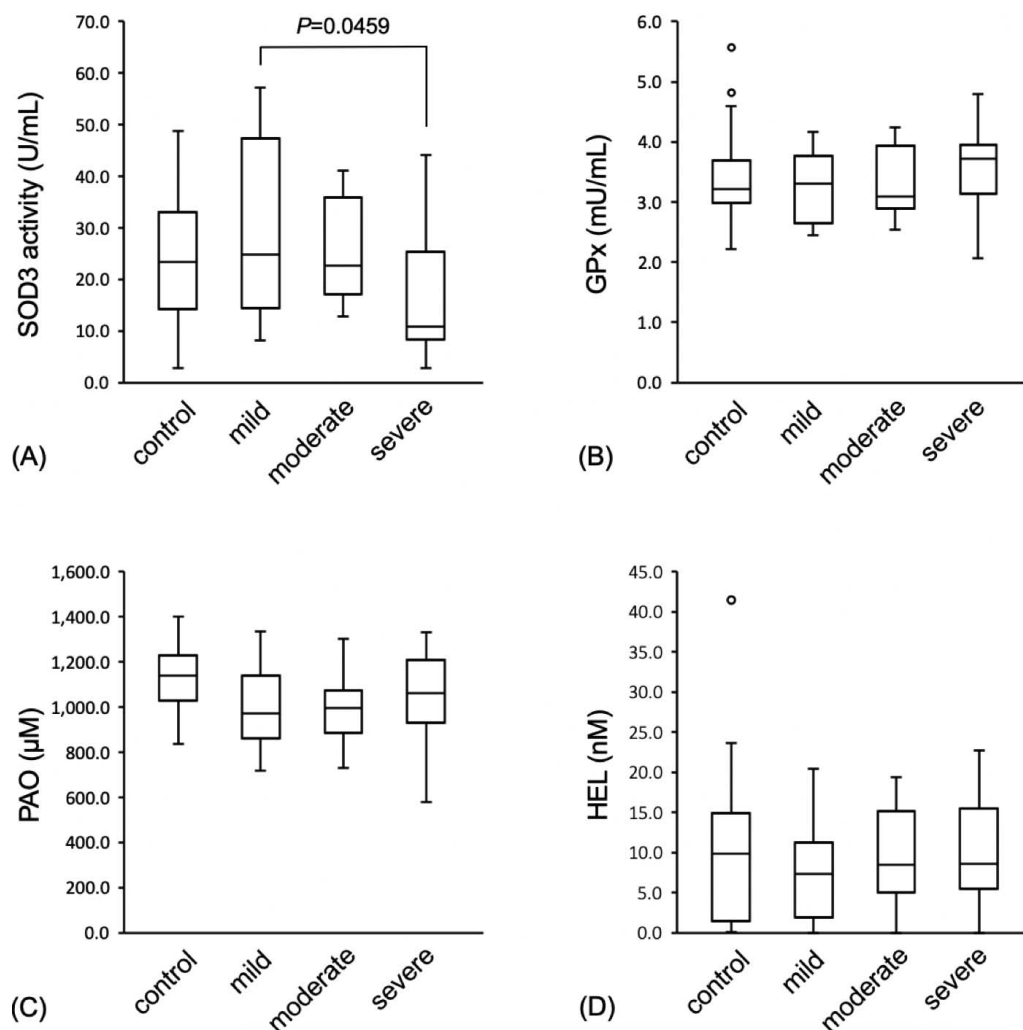 P=0.0459
SOD3 activity (U/mL)
70.0
60.0
50.0
40.0
30.0
20.0
10.0
0.0
control
mild
moderate
severe
(A)
GPx (mU/mL)
6.0
5.0
4.0
3.0
2.0
1.0
0.0
control
mild
moderate
severe
(B)
PAO (μM)
1,600.0
1,400.0
1,200.0
1,000.0
800.0
600.0
400.0
200.0
0.0
control
mild
moderate
severe
(C)
HEL (nM)
45.0
40.0
35.0
30.0
25.0
20.0
15.0
10.0
5.0
0.0
control
mild
moderate
severe
(D)